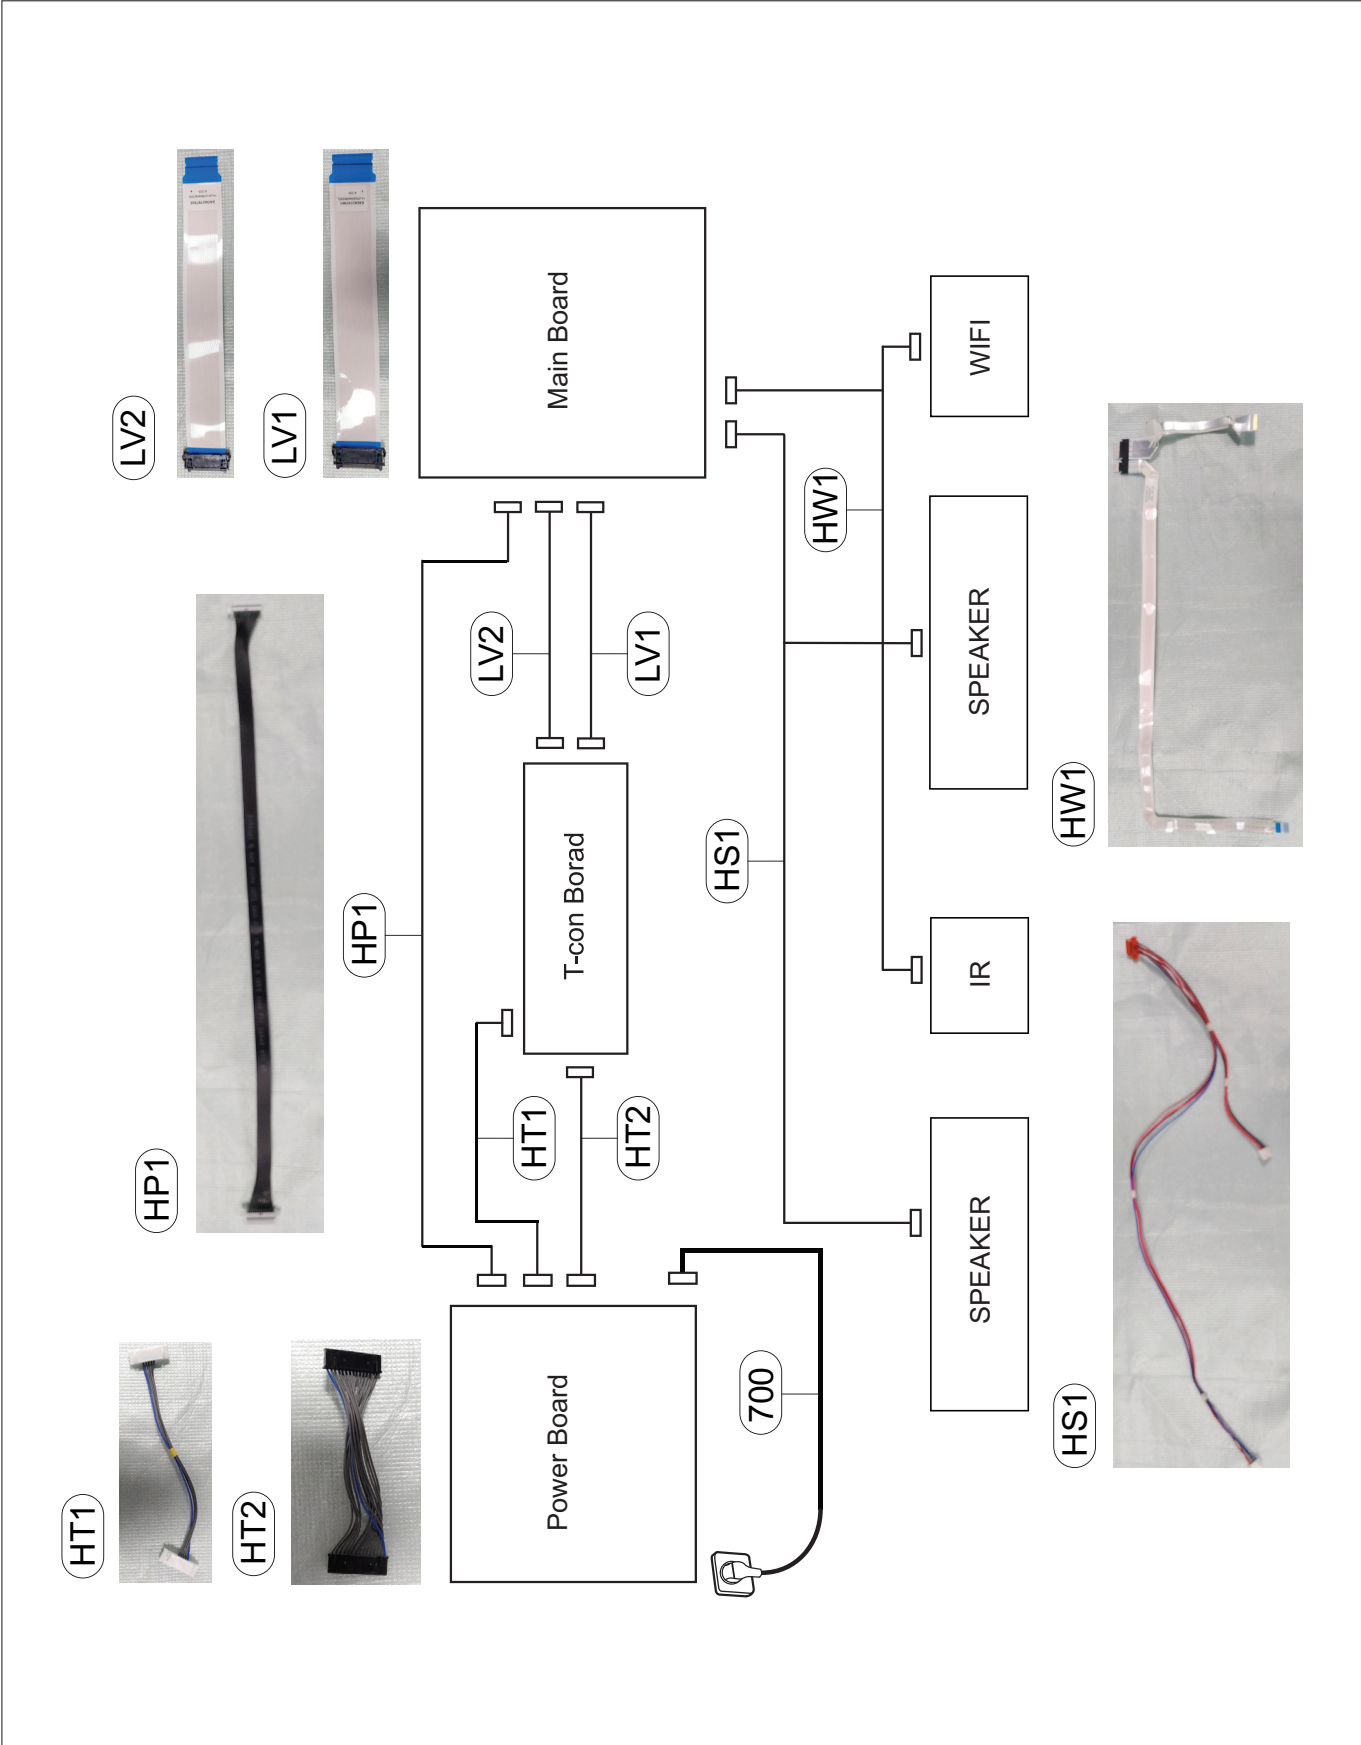 HT1
HP1
LV2
HT2
LV1
HP1
LV2
HT1
Power Board
T-con Borad
Main Board
HT2
LV1
HS1
700
HW1
SPEAKER
IR
SPEAKER
WIFI
HS1
HW1